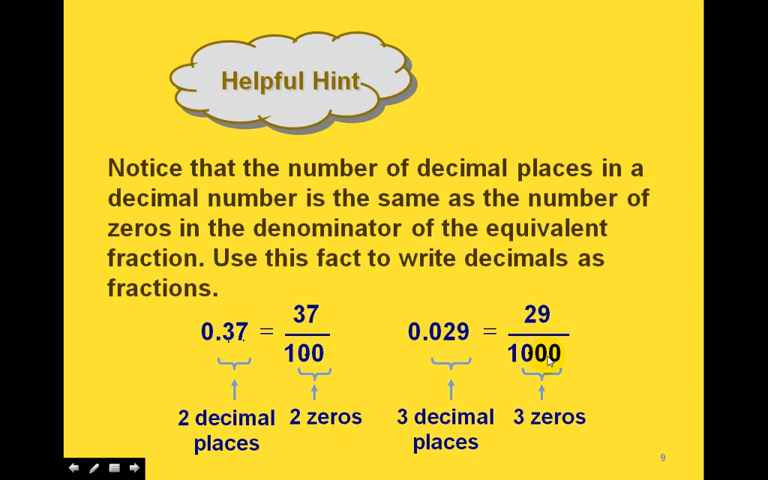 Helpful Hint
Notice that the number of decimal places in a
decimal number is the same as the number of
zeros in the denominator of the equivalent
fraction. Use this fact to write decimals as
fractions.
0.37 = 37/100
0.029 = 29/1000
2 decimal places
2 zeros
3 decimal places
3 zeros
9